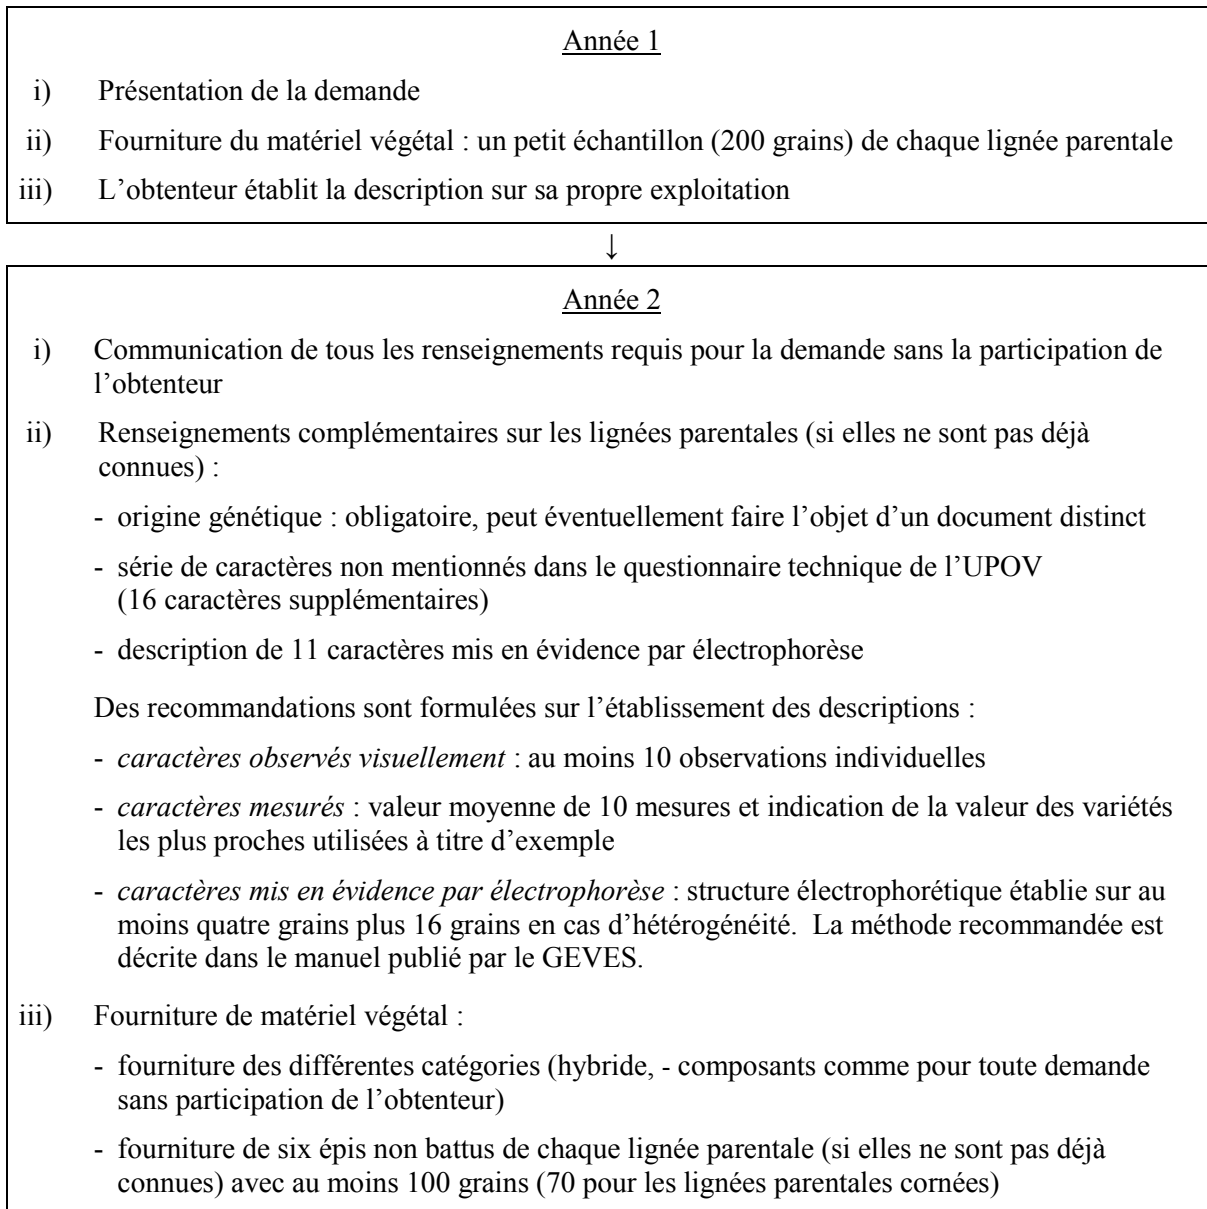 Année 1
i) Présentation de la demande
ii) Fourniture du matériel végétal : un petit échantillon (200 grains) de chaque lignée parentale
iii) L’obtenteur établit la description sur sa propre exploitation
↓
Année 2
i) Communication de tous les renseignements requis pour la demande sans la participation de
l’obtenteur
ii) Renseignements complémentaires sur les lignées parentales (si elles ne sont pas déjà
connues) :
- origine génétique : obligatoire, peut éventuellement faire l’objet d’un document distinct
- série de caractères non mentionnés dans le questionnaire technique de l’UPOV
(16 caractères supplémentaires)
- description de 11 caractères mis en évidence par électrophorèse
Des recommandations sont formulées sur l’établissement des descriptions :
- caractères observés visuellement : au moins 10 observations individuelles
- caractères mesurés : valeur moyenne de 10 mesures et indication de la valeur des variétés
les plus proches utilisées à titre d’exemple
- caractères mis en évidence par électrophorèse : structure électrophorétique établie sur au
moins quatre grains plus 16 grains en cas d’hétérogénéité. La méthode recommandée est
décrite dans le manuel publié par le GEVES.
iii) Fourniture de matériel végétal :
- fourniture des différentes catégories (hybride, - composants comme pour toute demande
sans participation de l’obtenteur)
- fourniture de six épis non battus de chaque lignée parentale (si elles ne sont pas déjà
connues) avec au moins 100 grains (70 pour les lignées parentales cornées)